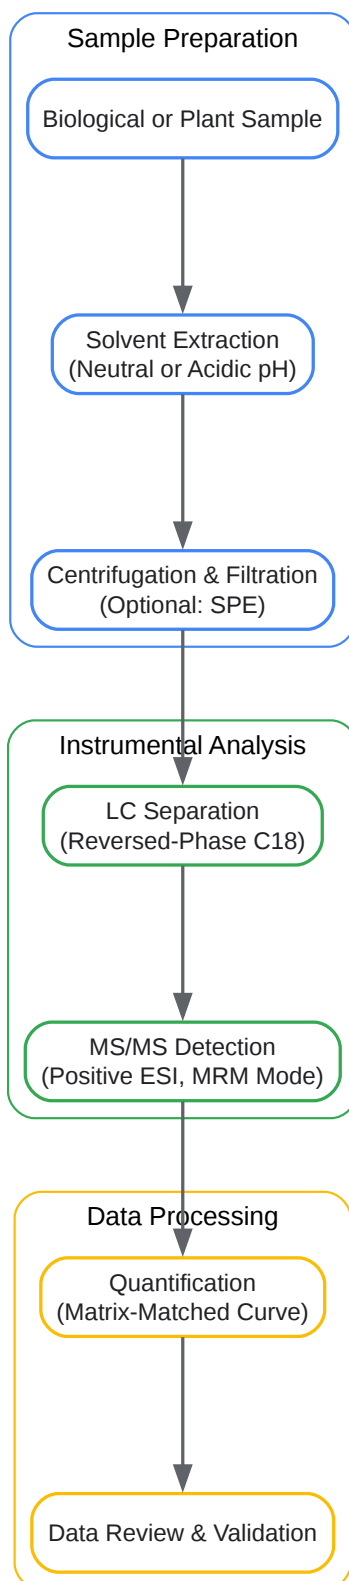 Sample Preparation
Biological or Plant Sample
Solvent Extraction
(Neutral or Acidic pH)
Centrifugation & Filtration
(Optional: SPE)
Instrumental Analysis
LC Separation
(Reversed-Phase C18)
MS/MS Detection
(Positive ESI, MRM Mode)
Data Processing
Quantification
(Matrix-Matched Curve)
Data Review & Validation